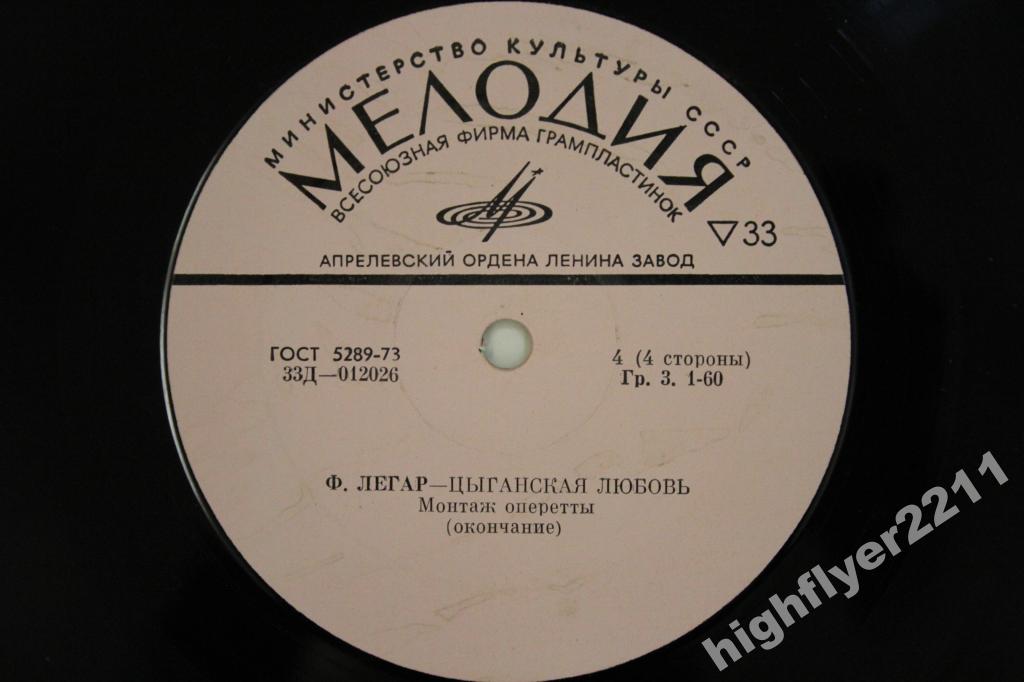 МИНИСТЕРСТВО КУЛЬТУРЫ СССР
МЕЛОДИЯ
ВСЕСОЮЗНАЯ ФИРМА ГРАМПЛАСТИНОК
▽33
АПРЕЛЕВСКИЙ ОРДЕНА ЛЕНИНА ЗАВОД
ГОСТ 5289-73
33Д—012026
4 (4 стороны)
Гр. 3. 1-60
Ф. ЛЕГАР—ЦЫГАНСКАЯ ЛЮБОВЬ
Монтаж оперетты
(окончание)
highflyer2211